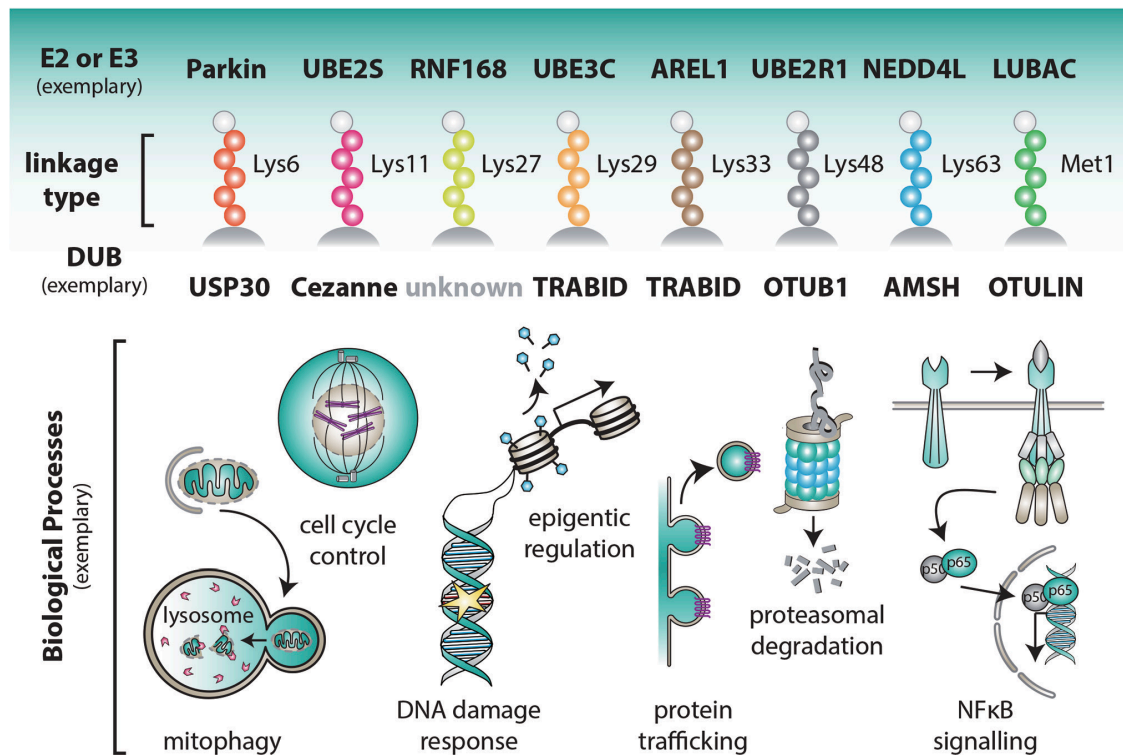 E2 or E3
(exemplary)
Parkin UBE2S RNF168 UBE3C AREL1 UBE2R1 NEDD4L LUBAC
linkage
type
Lys6 Lys11 Lys27 Lys29 Lys33 Lys48 Lys63 Met1
DUB
(exemplary)
USP30 Cezanne unknown TRABID TRABID OTUB1 AMSH OTULIN
Biological Processes
(exemplary)
cell cycle
control
epigentic
regulation
proteasomal
degradation
p50 p65
p50 p65
lysosome
mitophagy
DNA damage
response
protein
trafficking
NFκB
signalling